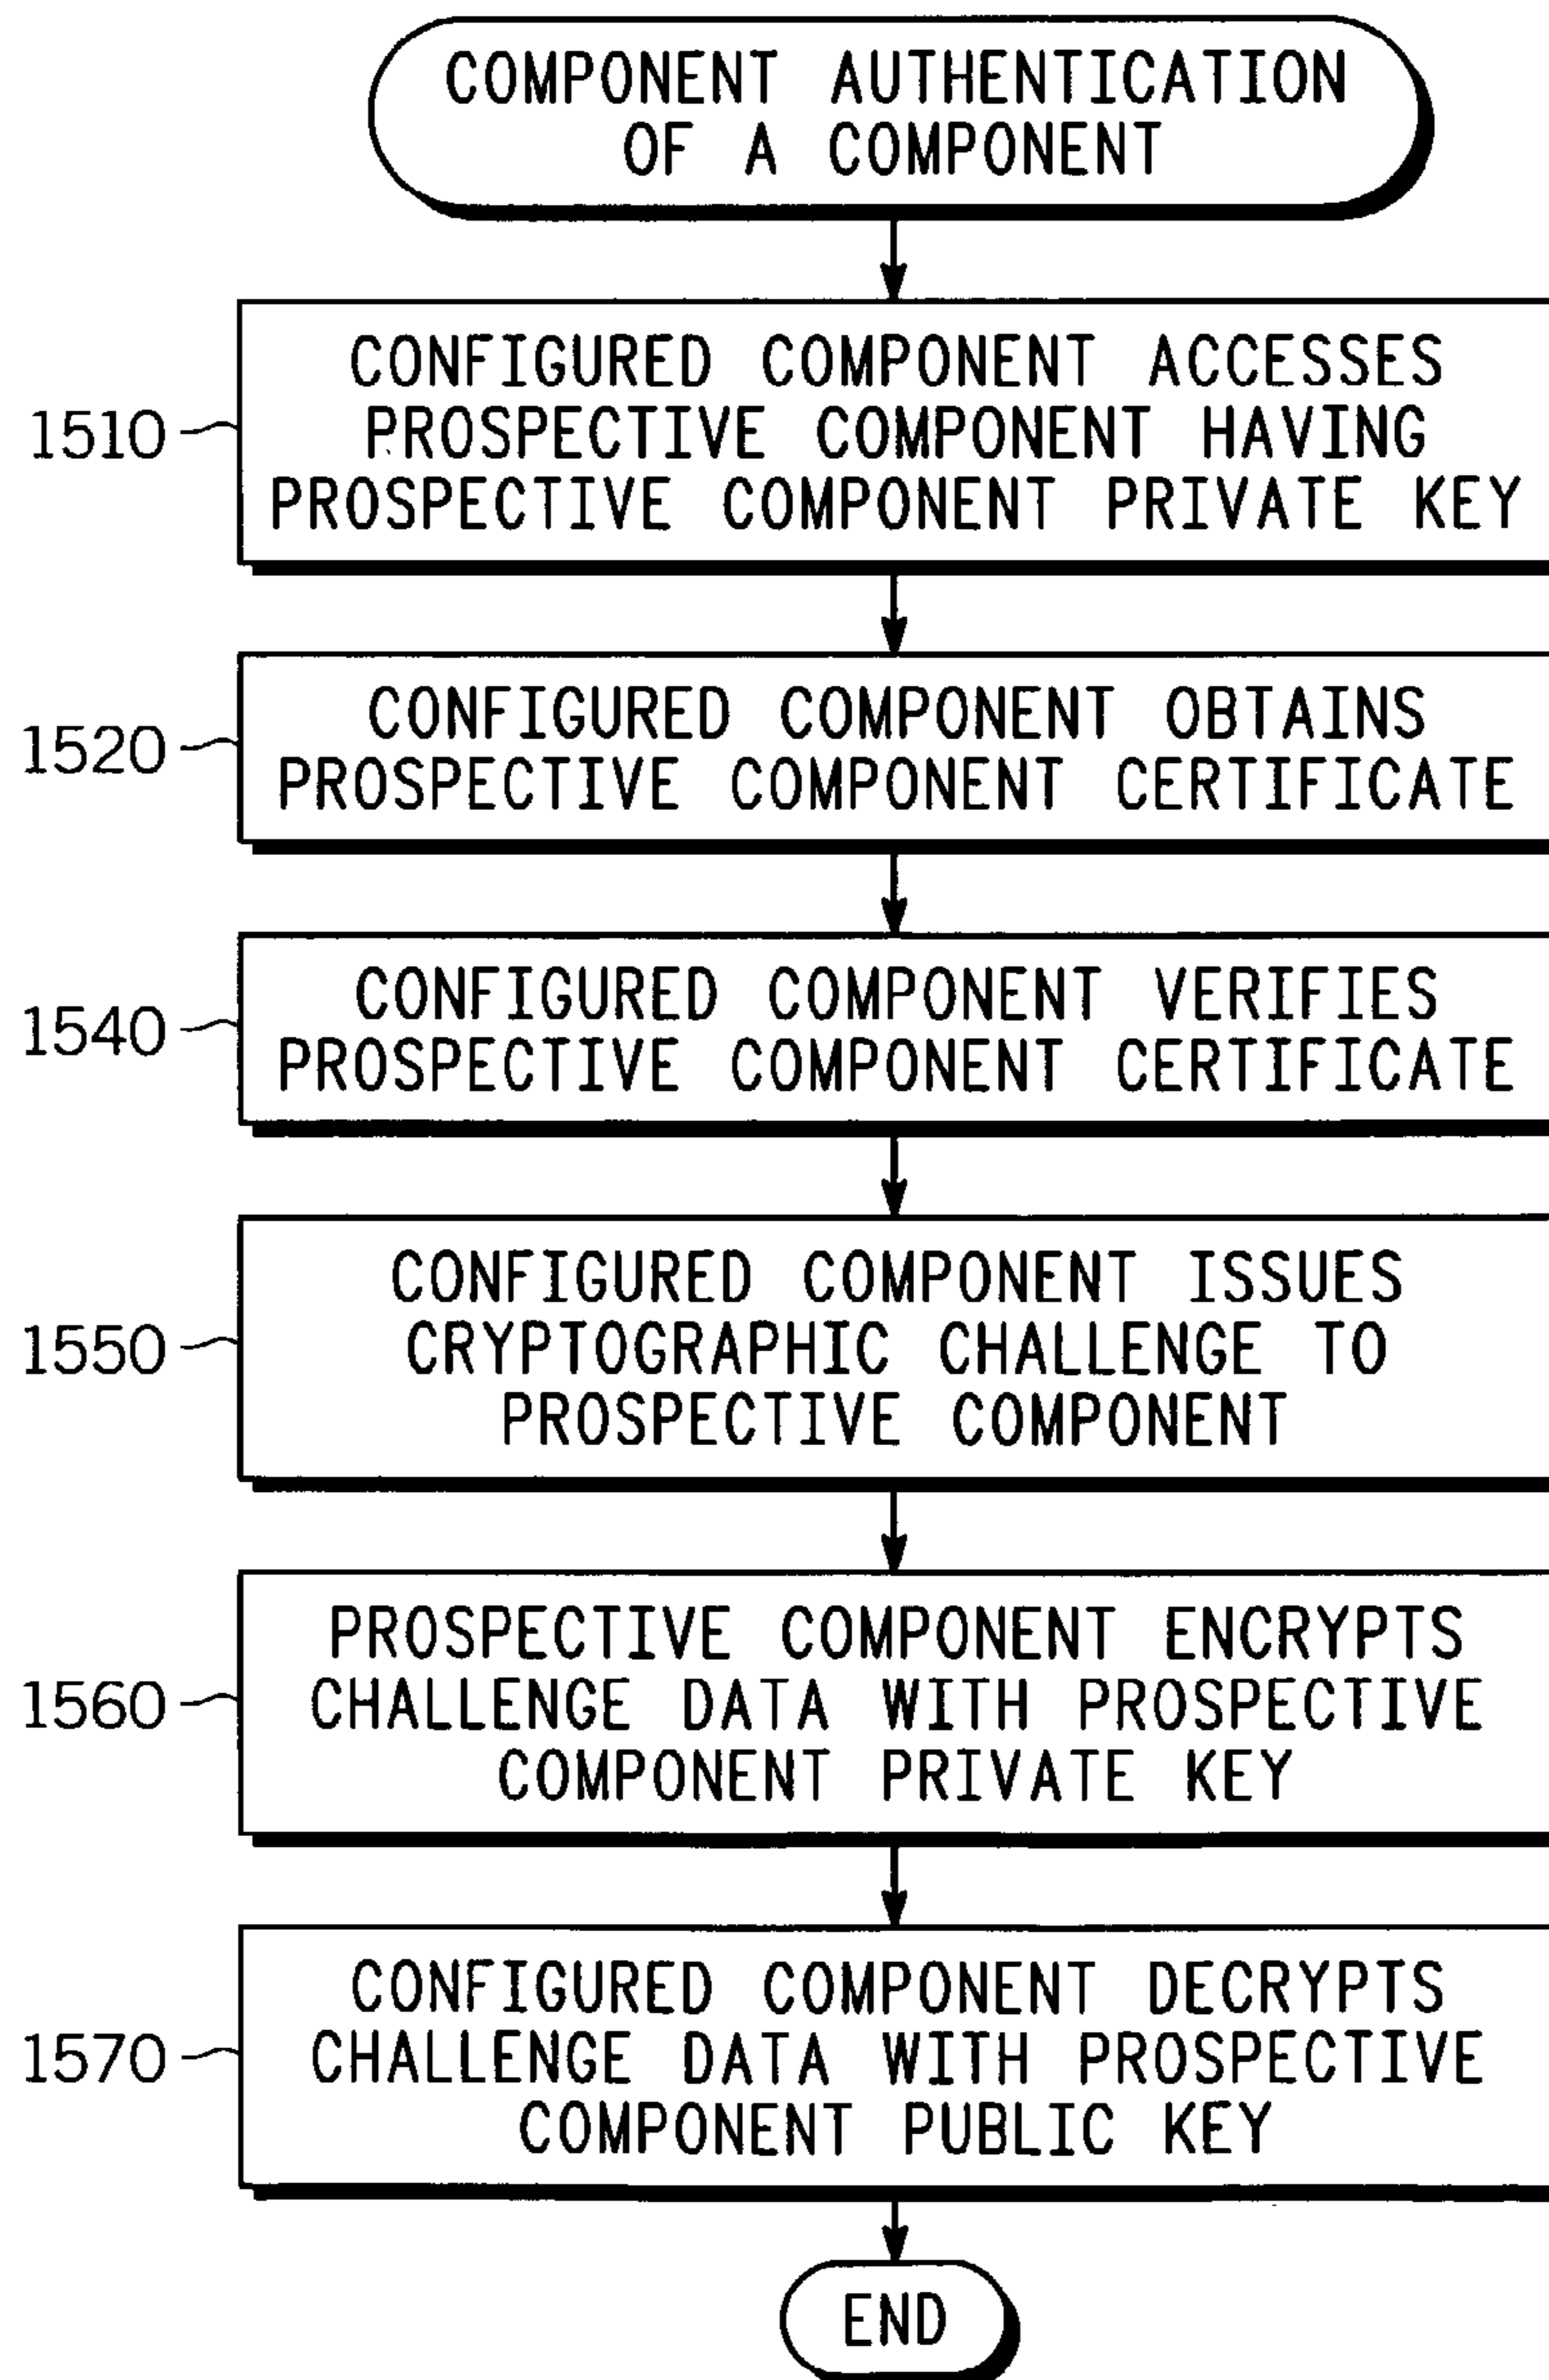 COMPONENT AUTHENTICATION
OF A COMPONENT
CONFIGURED COMPONENT ACCESSES
1510
PROSPECTIVE COMPONENT HAVING
PROSPECTIVE COMPONENT PRIVATE KEY
CONFIGURED COMPONENT OBTAINS
1520
PROSPECTIVE COMPONENT CERTIFICATE
CONFIGURED COMPONENT VERIFIES
1540
PROSPECTIVE COMPONENT CERTIFICATE
CONFIGURED COMPONENT ISSUES
1550
CRYPTOGRAPHIC CHALLENGE TO
PROSPECTIVE COMPONENT
PROSPECTIVE COMPONENT ENCRYPTS
1560
CHALLENGE DATA WITH PROSPECTIVE
COMPONENT PRIVATE KEY
CONFIGURED COMPONENT DECRYPTS
1570
CHALLENGE DATA WITH PROSPECTIVE
COMPONENT PUBLIC KEY
END